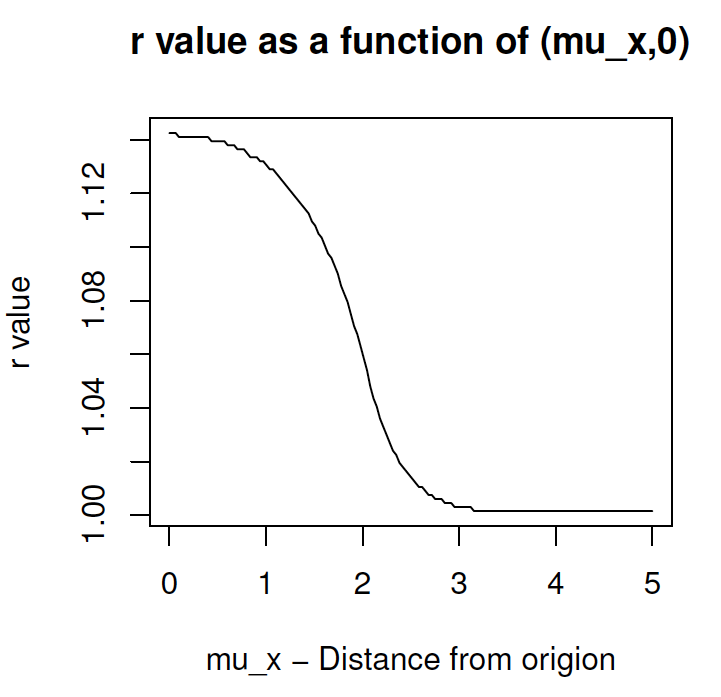 r value as a function of (mu_x,0)
r value
1.12
1.08
1.04
1.00
0 1 2 3 4 5
mu_x − Distance from origion